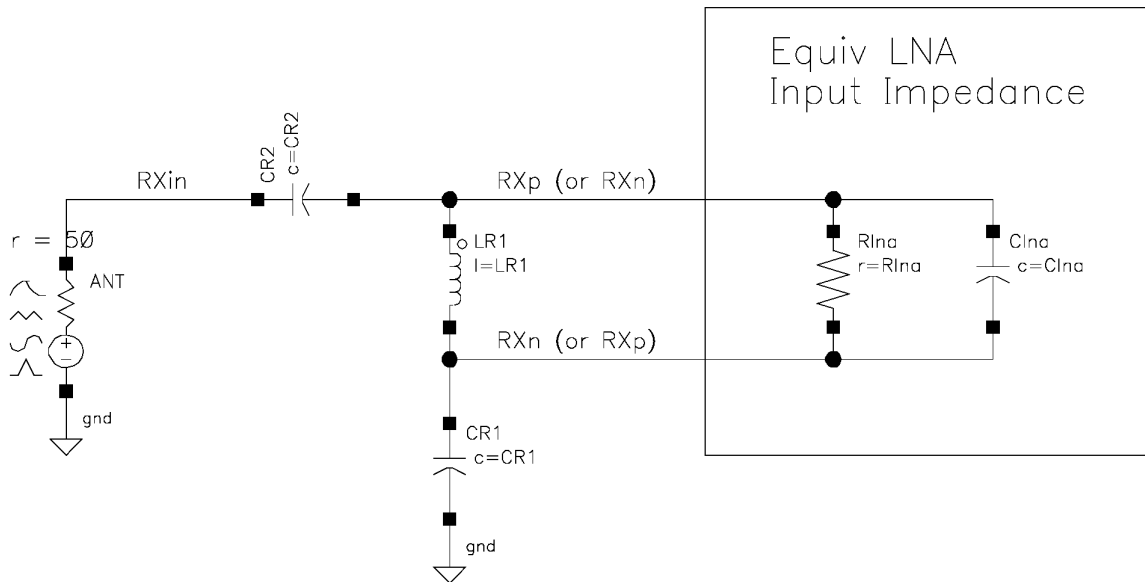 Equiv LNA
Input Impedance
CR2
c=CR2
RXin
RXp (or RXn)
r = 50
ANT
LR1
l=LR1
Rlna
r=Rlna
Clna
c=Clna
RXn (or RXp)
gnd
CR1
c=CR1
gnd